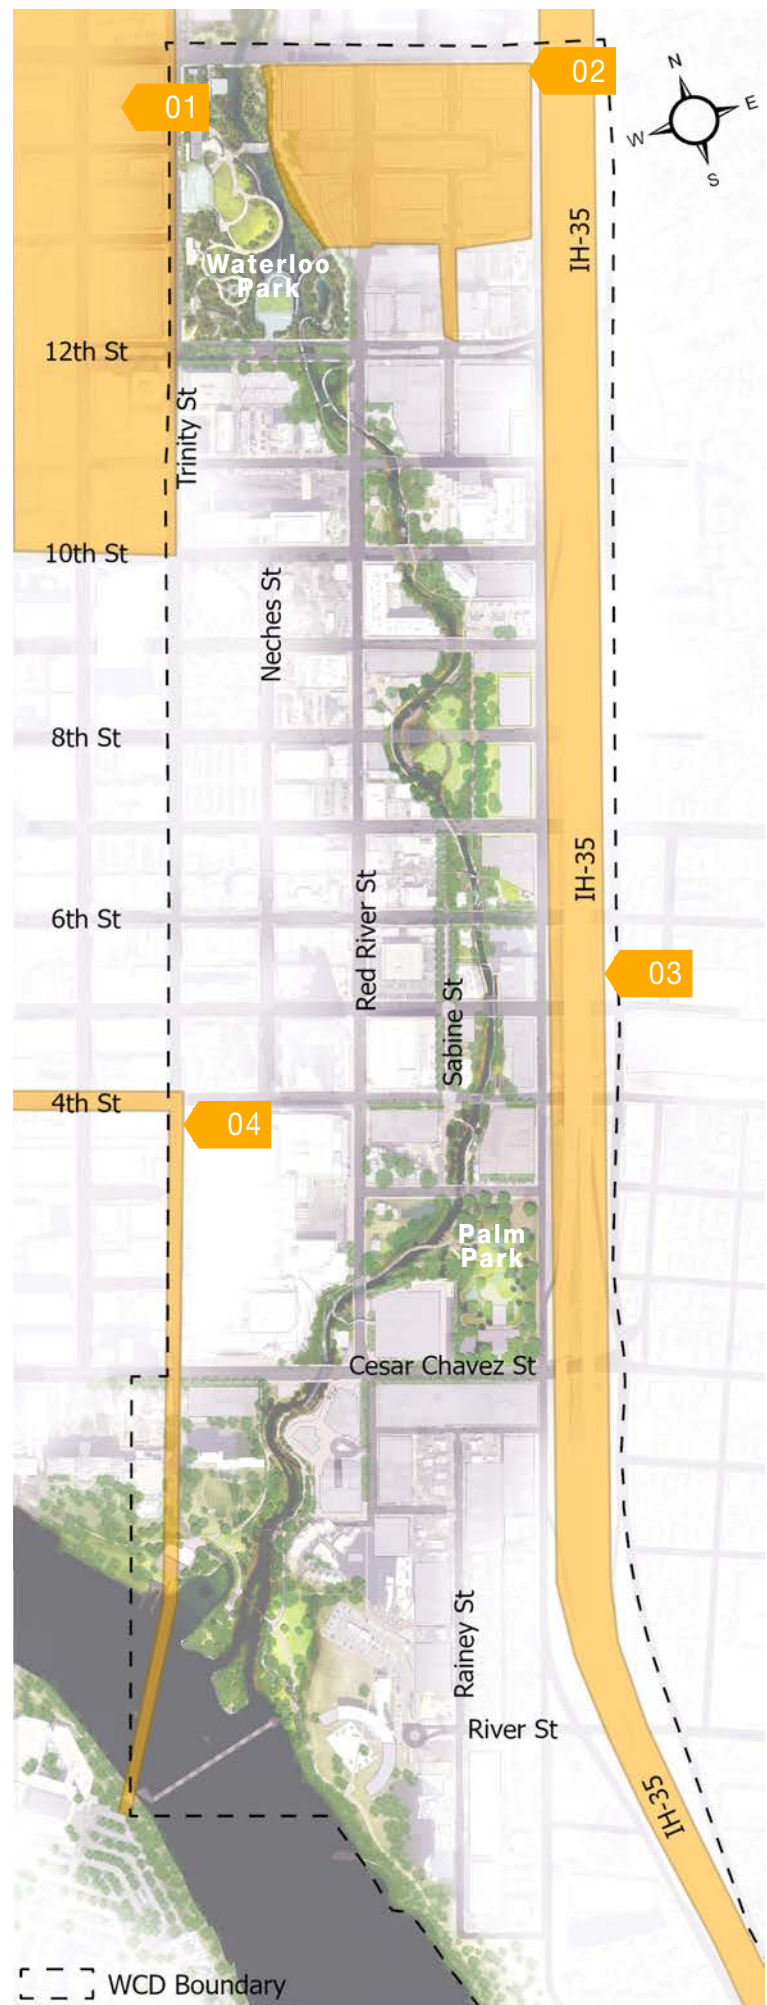 N
02
01
E
W
S
IH-35
Waterloo
Park
12th St
Trinity St
10th St
Neches St
8th St
IH-35
Red River St
6th St
03
Sabine St
4th St
04
Palm
Park
Cesar Chavez St
Rainey St
River St
IH-35
WCD Boundary